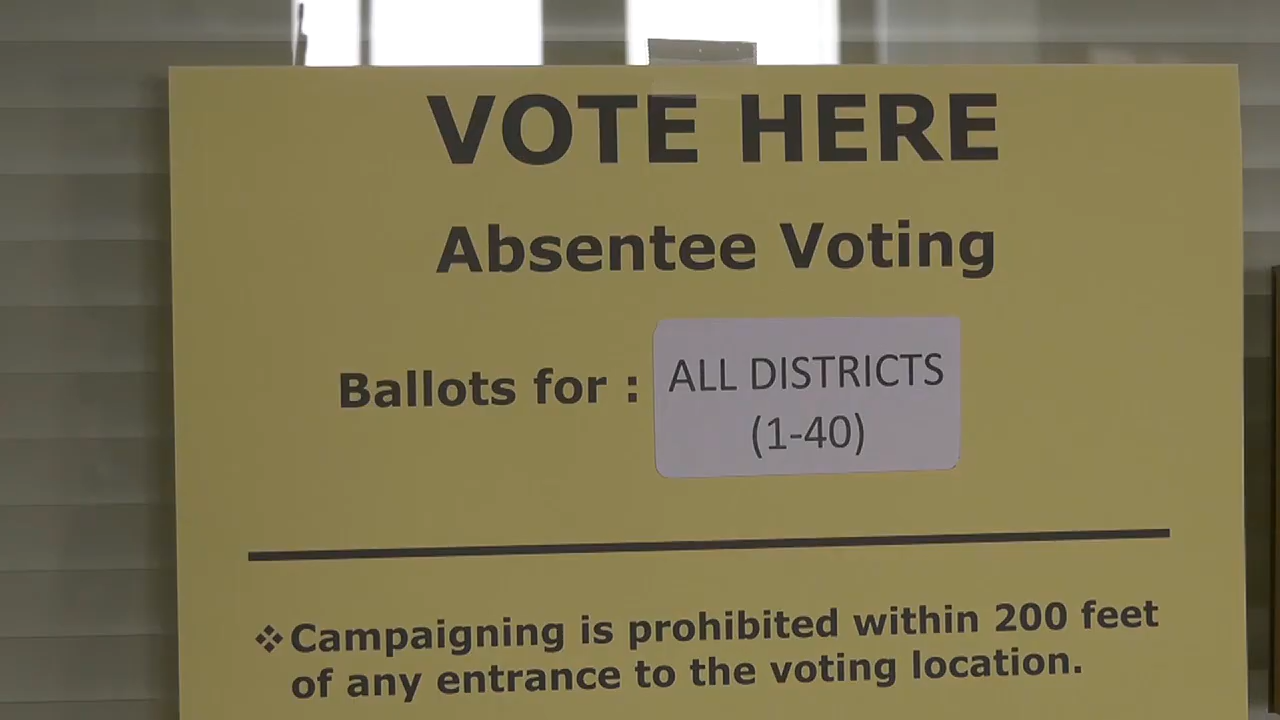 VOTE HERE
Absentee Voting
Ballots for : ALL DISTRICTS
(1-40)
❖ Campaigning is prohibited within 200 feet
of any entrance to the voting location.